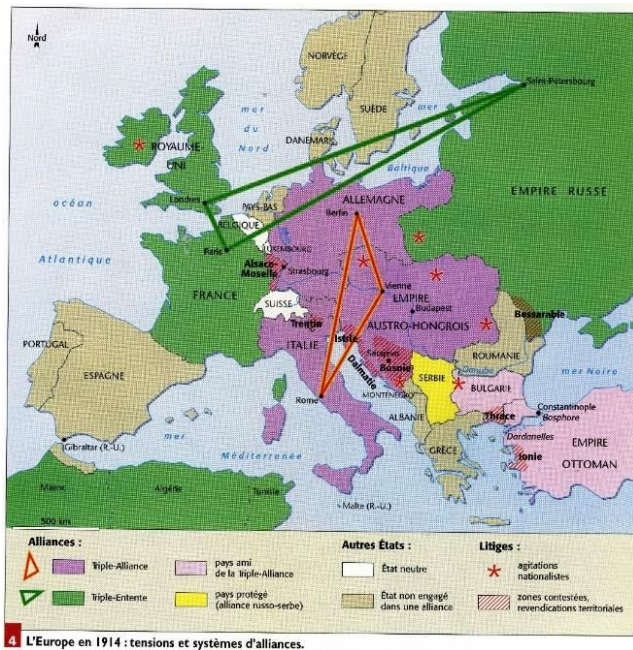 Nord
NORVÈGE
SUÈDE
Saint-Pétersbourg
mer
du
Nord
mer
Baltique
DANEMARK
ROYAUME-
UNI
EMPIRE RUSSE
océan
Atlantique
Londres
PAYS-BAS
BELGIQUE
ALLEMAGNE
Berlin
Paris
LUXEMBOURG
Rhin
Alsace-
Moselle
Strasbourg
Vienne
FRANCE
SUISSE
EMPIRE
Budapest
AUSTRO-HONGROIS
Bessarabie
Trentin
Istrie
ITALIE
Dalmatie
Sarajevo
Bosnie
ROUMANIE
PORTUGAL
ESPAGNE
SERBIE
Danube
mer Noire
MONTÉNÉGRO
BULGARIE
Rome
Constantinople
Bosphore
ALBANIE
Thrace
Dardanelles
mer
Méditerranée
Gibraltar (R.-U.)
GRÈCE
Ionie
EMPIRE
OTTOMAN
Maroc
Algérie
Tunisie
Malte (R.-U.)
500 km
Alliances :
Triple-Alliance
Triple-Entente
pays ami
de la Triple-Alliance
pays protégé
(alliance russo-serbe)
Autres États :
État neutre
État non engagé
dans une alliance
Litiges :
agitations
nationalistes
zones contestées,
revendications territoriales
4 L'Europe en 1914 : tensions et systèmes d'alliances.